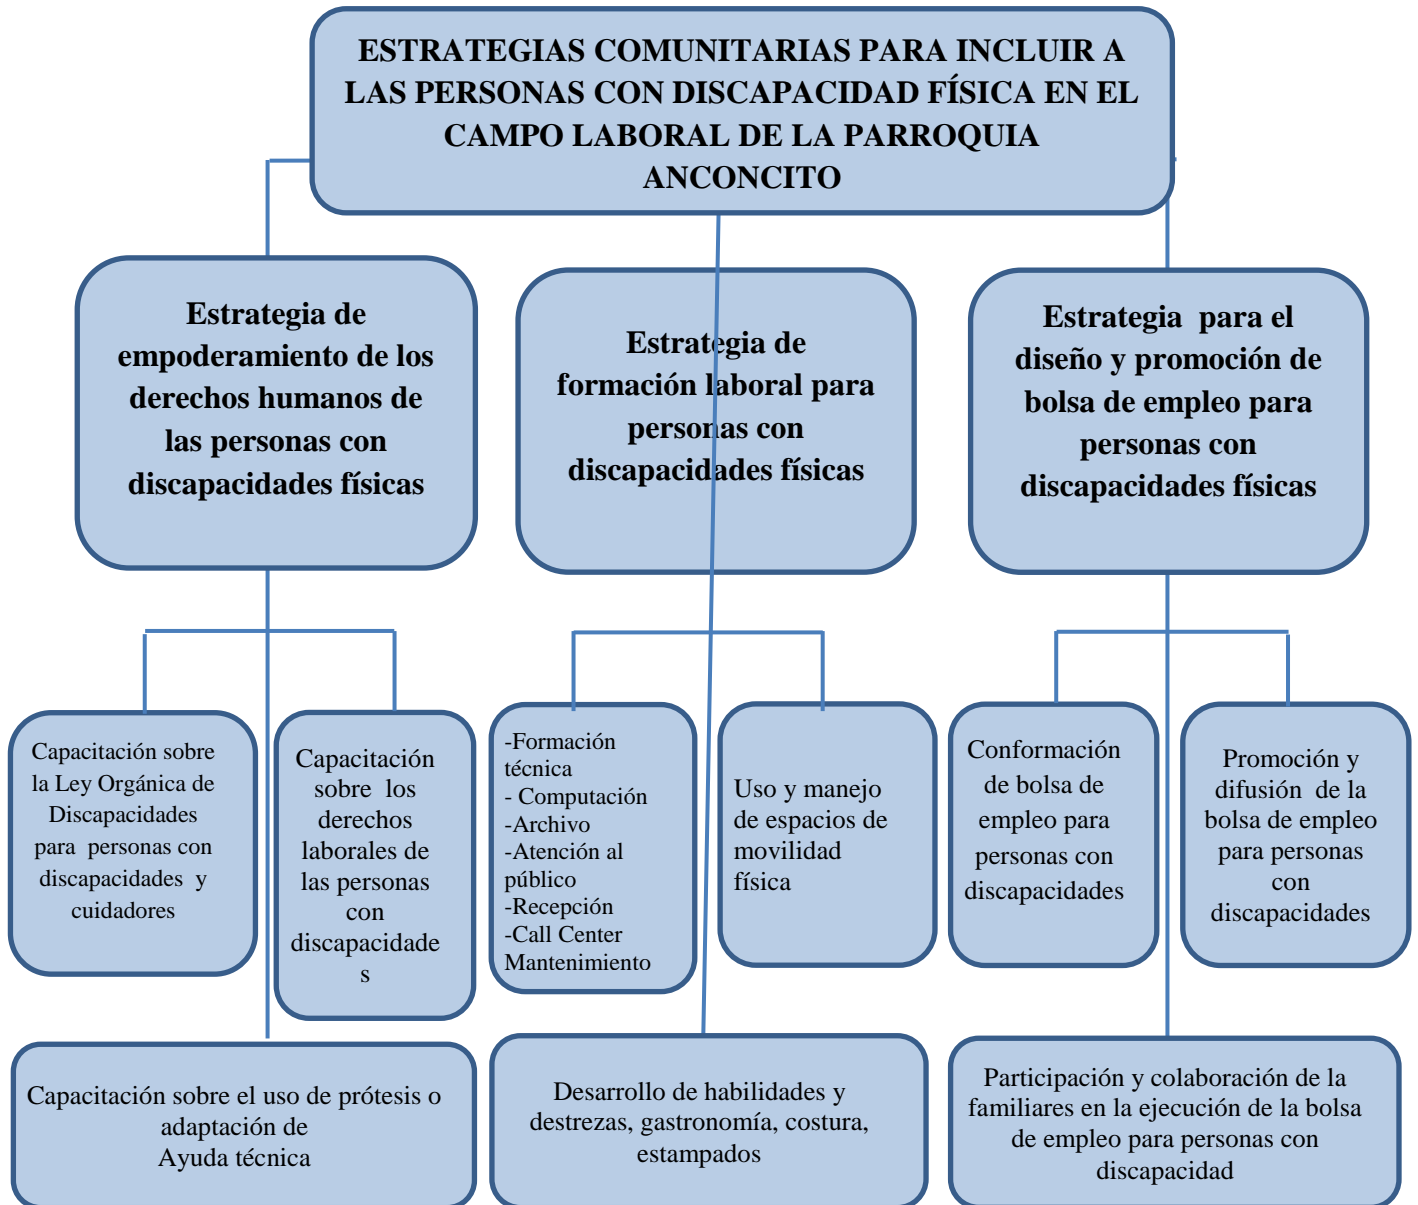 ESTRATEGIAS COMUNITARIAS PARA INCLUIR A
LAS PERSONAS CON DISCAPACIDAD FÍSICA EN EL
CAMPO LABORAL DE LA PARROQUIA
ANCONCITO
Estrategia de
empoderamiento de los
derechos humanos de
las personas con
discapacidades físicas
Estrategia de
formación laboral para
personas con
discapacidades físicas
Estrategia para el
diseño y promoción de
bolsa de empleo para
personas con
discapacidades físicas
Capacitación sobre
la Ley Orgánica de
Discapacidades
para personas con
discapacidades y
cuidadores
Capacitación
sobre los
derechos
laborales de
las personas
con
discapacidade
s
-Formación
técnica
- Computación
-Archivo
-Atención al
público
-Recepción
-Call Center
Mantenimiento
Uso y manejo
de espacios de
movilidad
física
Conformación
de bolsa de
empleo para
personas con
discapacidades
Promoción y
difusión de la
bolsa de empleo
para personas
con
discapacidades
Capacitación sobre el uso de prótesis o
adaptación de
Ayuda técnica
Desarrollo de habilidades y
destrezas, gastronomía, costura,
estampados
Participación y colaboración de la
familiares en la ejecución de la bolsa
de empleo para personas con
discapacidad